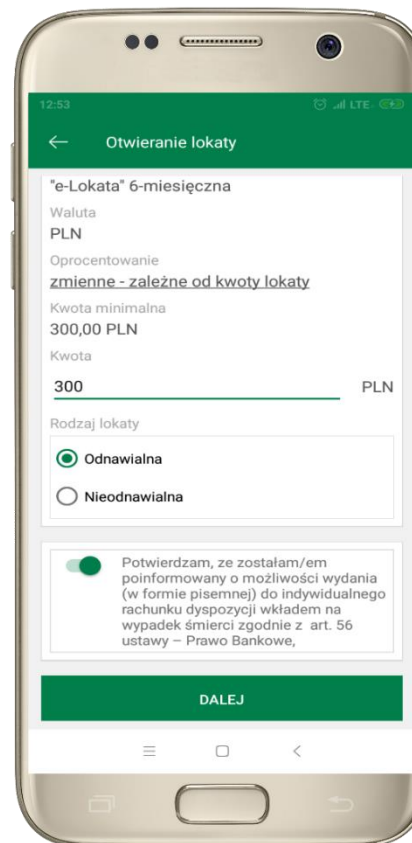 12:53
LTE
Otwieranie lokaty
"e-Lokata" 6-miesięczna
Waluta
PLN
Oprocentowanie
zmienne - zależne od kwoty lokaty
Kwota minimalna
300,00 PLN
Kwota
300 PLN
Rodzaj lokaty
Odnawialna
Nieodnawialna
Potwierdzam, ze zostałam/em
poinformowany o możliwości wydania
(w formie pisemnej) do indywidualnego
rachunku dyspozycji wkładem na
wypadek śmierci zgodnie z art. 56
ustawy – Prawo Bankowe,
DALEJ